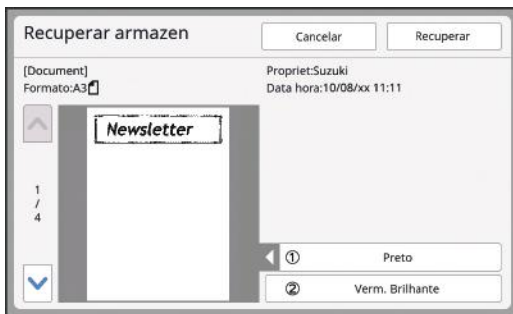 Recuperar armazen
Cancelar
Recuperar
[Document]
Propriet:Suzuki
Formato:A3
Data hora:10/08/xx 11:11
Newsletter
1
/
4
① Preto
② Verm. Brilhante